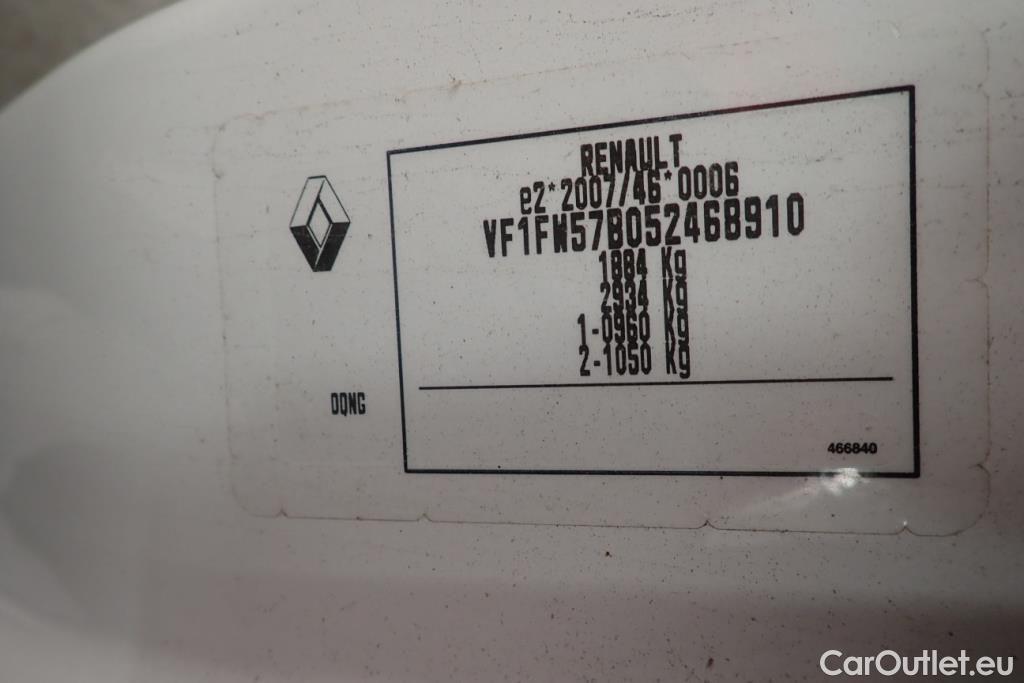 RENAULT
e2*2007/46*0006
VF1FW57B052468910
1884 Kg
2934 Kg
1-0960 Kg
2-1050 Kg
DQNG
466840
CarOutlet.eu